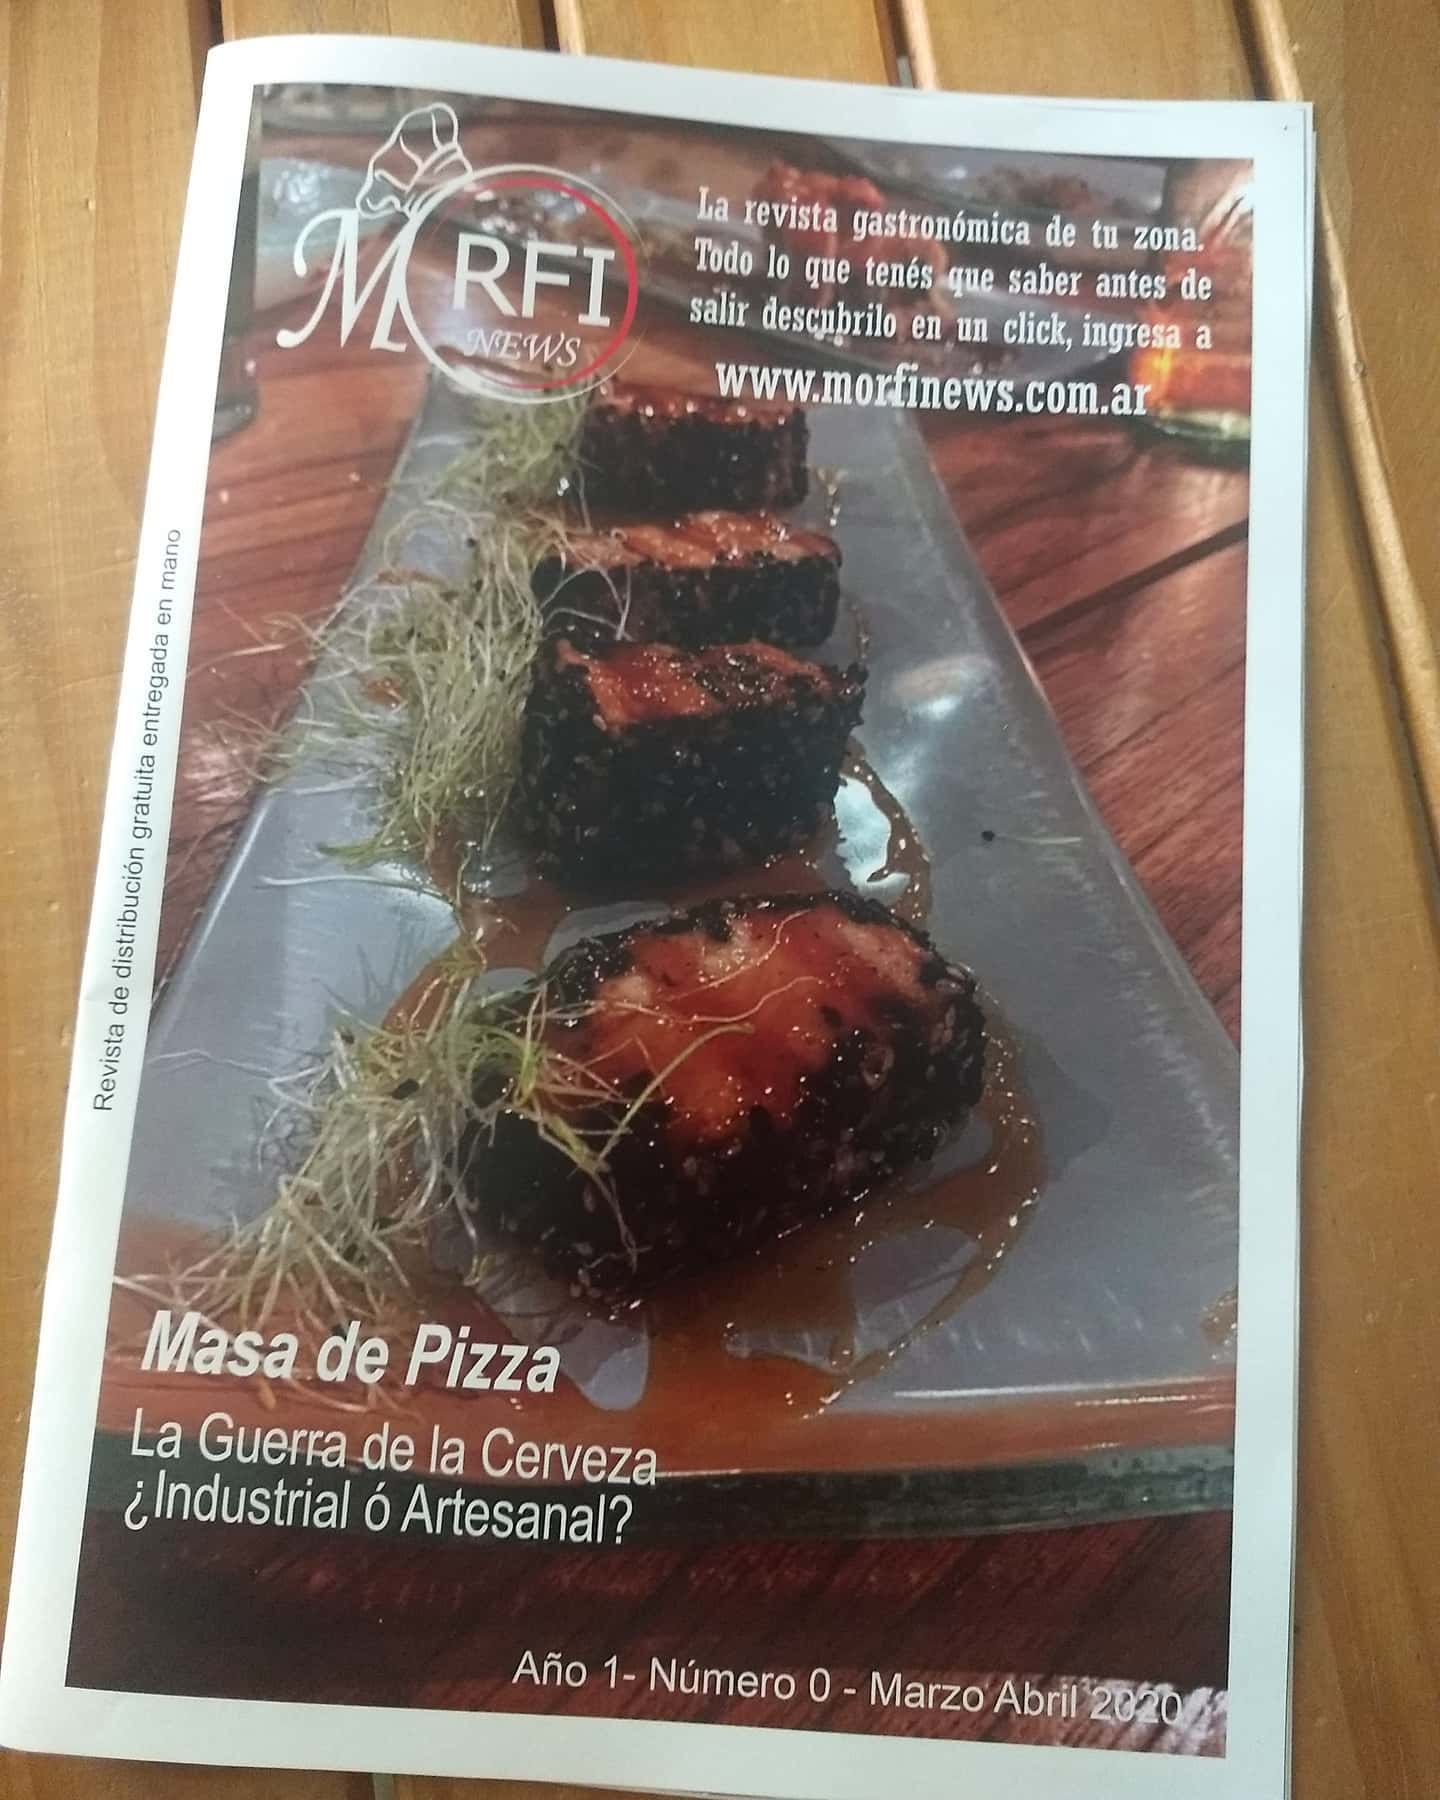 MORFI
NEWS
La revista gastronómica de tu zona.
Todo lo que tenés que saber antes de
salir descubrilo en un click, ingresa a
www.morfinews.com.ar
Revista de distribución gratuita entregada en mano
Masa de Pizza
La Guerra de la Cerveza
¿Industrial ó Artesanal?
Año 1- Número 0 - Marzo Abril 2020